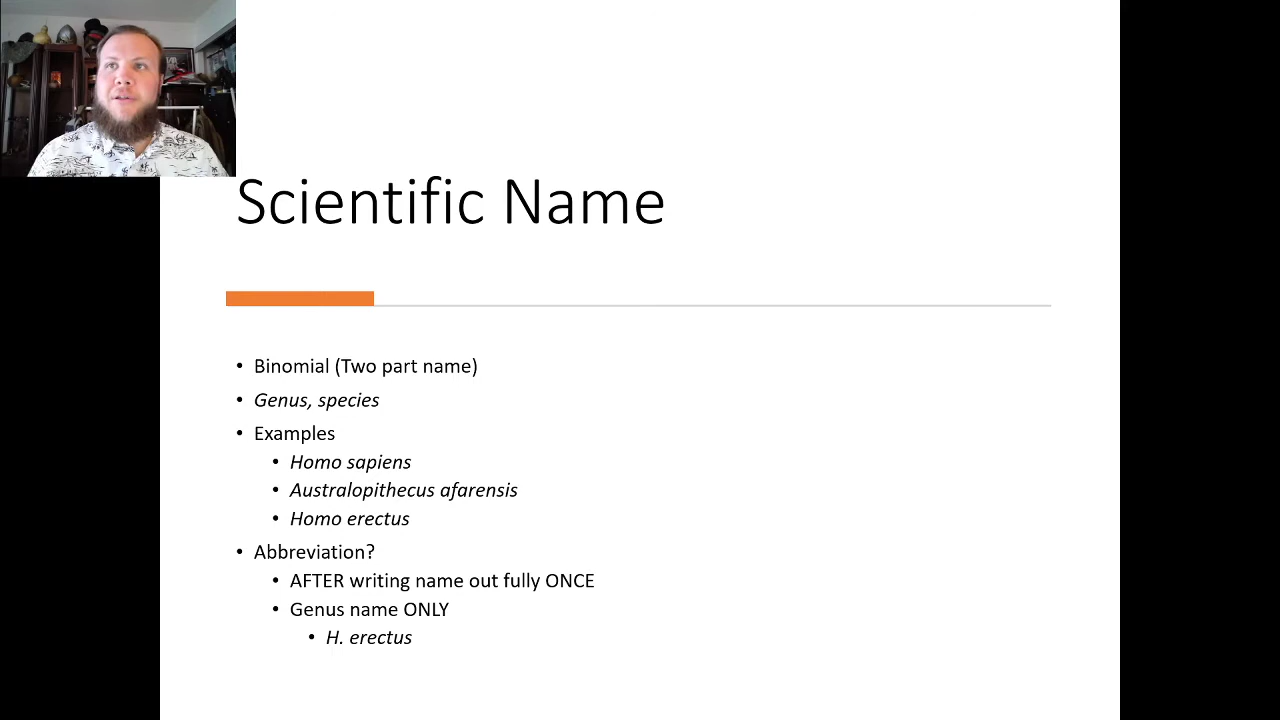 Scientific Name
• Binomial (Two part name)
• Genus, species
• Examples
• Homo sapiens
• Australopithecus afarensis
• Homo erectus
• Abbreviation?
• AFTER writing name out fully ONCE
• Genus name ONLY
• H. erectus